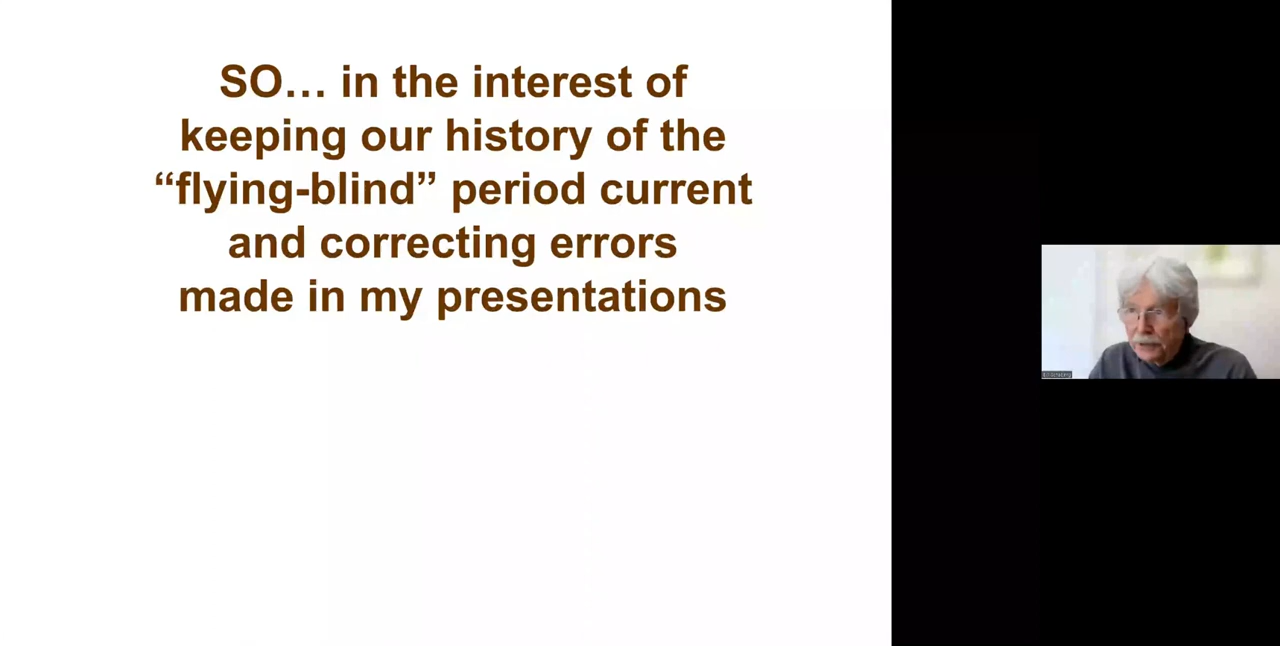 SO… in the interest of
keeping our history of the
“flying-blind” period current
and correcting errors
made in my presentations